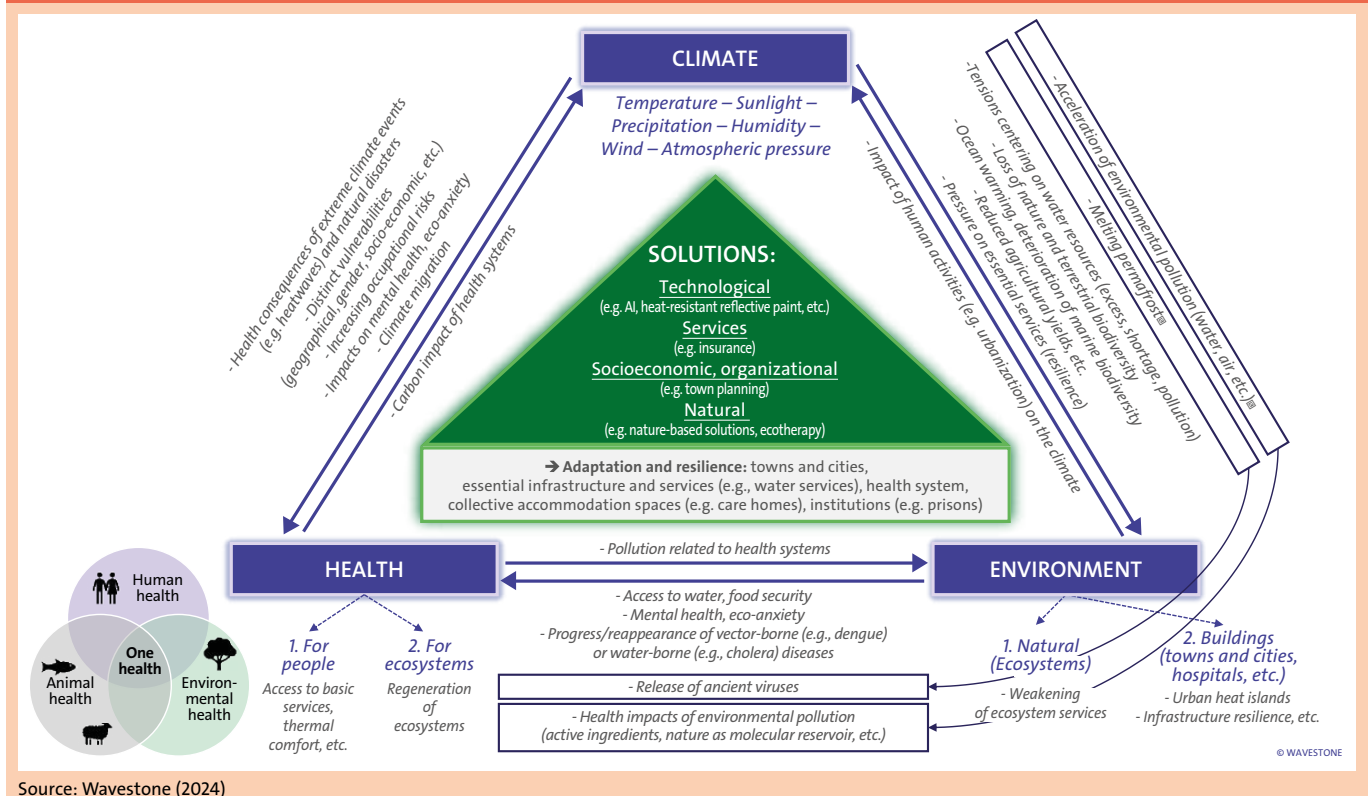 CLIMATE
Temperature – Sunlight –
Precipitation – Humidity –
Wind – Atmospheric pressure
- Health consequences of extreme climate events
(e.g. heatwaves) and natural disasters
- Distinct vulnerabilities
(geographical, gender, socio-economic, etc.)
- Increasing occupational risks
- Impacts on mental health, eco-anxiety
- Climate migration
- Carbon impact of health systems
- Acceleration of environmental pollution (water, air, etc.)
- Melting permafrost
- Tensions centering on water resources (excess, shortage, pollution)
- Loss of nature and terrestrial biodiversity
- Ocean warming, deterioration of marine biodiversity
- Reduced agricultural yields, etc.
- Pressure on essential services (resilience)
- Impact of human activities (e.g. urbanization) on the climate
SOLUTIONS:
Technological
(e.g. AI, heat-resistant reflective paint, etc.)
Services
(e.g. insurance)
Socioeconomic, organizational
(e.g. town planning)
Natural
(e.g. nature-based solutions, ecotherapy)
➔ Adaptation and resilience: towns and cities,
essential infrastructure and services (e.g., water services), health system,
collective accommodation spaces (e.g. care homes), institutions (e.g. prisons)
HEALTH
- Pollution related to health systems
ENVIRONMENT
- Access to water, food security
- Mental health, eco-anxiety
- Progress/reappearance of vector-borne (e.g., dengue)
or water-borne (e.g., cholera) diseases
- Release of ancient viruses
- Health impacts of environmental pollution
(active ingredients, nature as molecular reservoir, etc.)
Human
health
One
health
Animal
health
Environ-
mental
health
1. For
people
Access to basic
services,
thermal
comfort, etc.
2. For
ecosystems
Regeneration
of
ecosystems
1. Natural
(Ecosystems)
- Weakening
of ecosystem services
2. Buildings
(towns and cities,
hospitals, etc.)
- Urban heat islands
- Infrastructure resilience, etc.
© WAVESTONE
Source: Wavestone (2024)